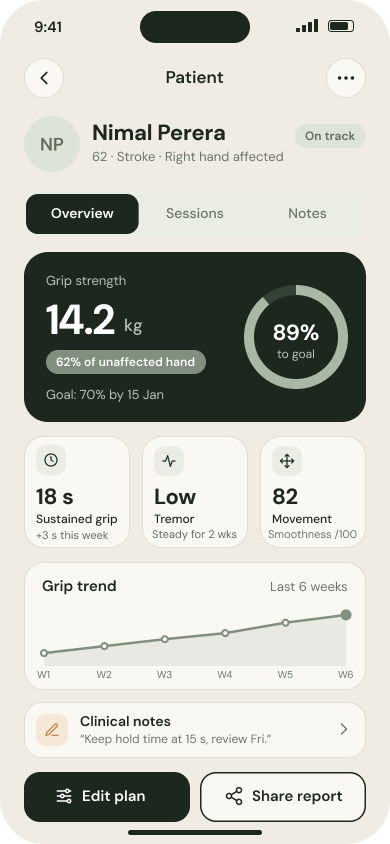 9:41
Patient
NP
Nimal Perera
On track
62 · Stroke · Right hand affected
Overview
Sessions
Notes
Grip strength
14.2 kg
62% of unaffected hand
Goal: 70% by 15 Jan
89%
to goal
18 s
Sustained grip
+3 s this week
Low
Tremor
Steady for 2 wks
82
Movement
Smoothness /100
Grip trend
Last 6 weeks
W1 W2 W3 W4 W5 W6
Clinical notes
“Keep hold time at 15 s, review Fri.”
Edit plan
Share report